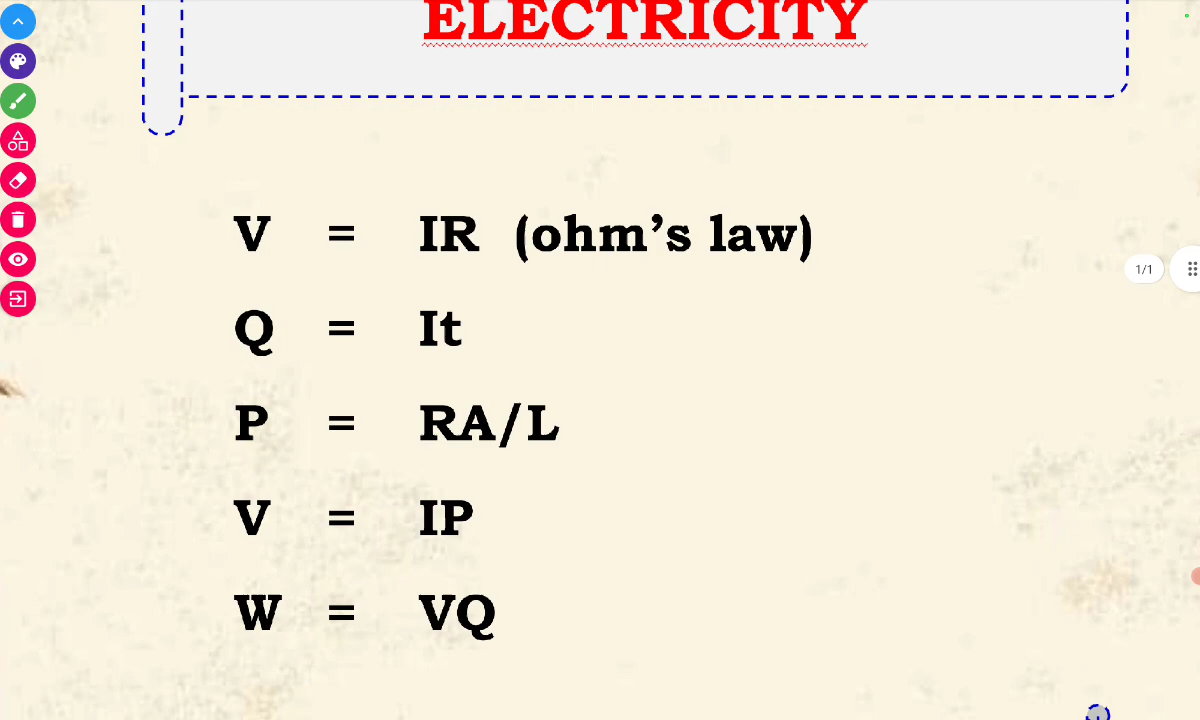 ELECTRICITY
V = IR (ohm’s law)
1/1
Q = It
P = RA/L
V = IP
W = VQ